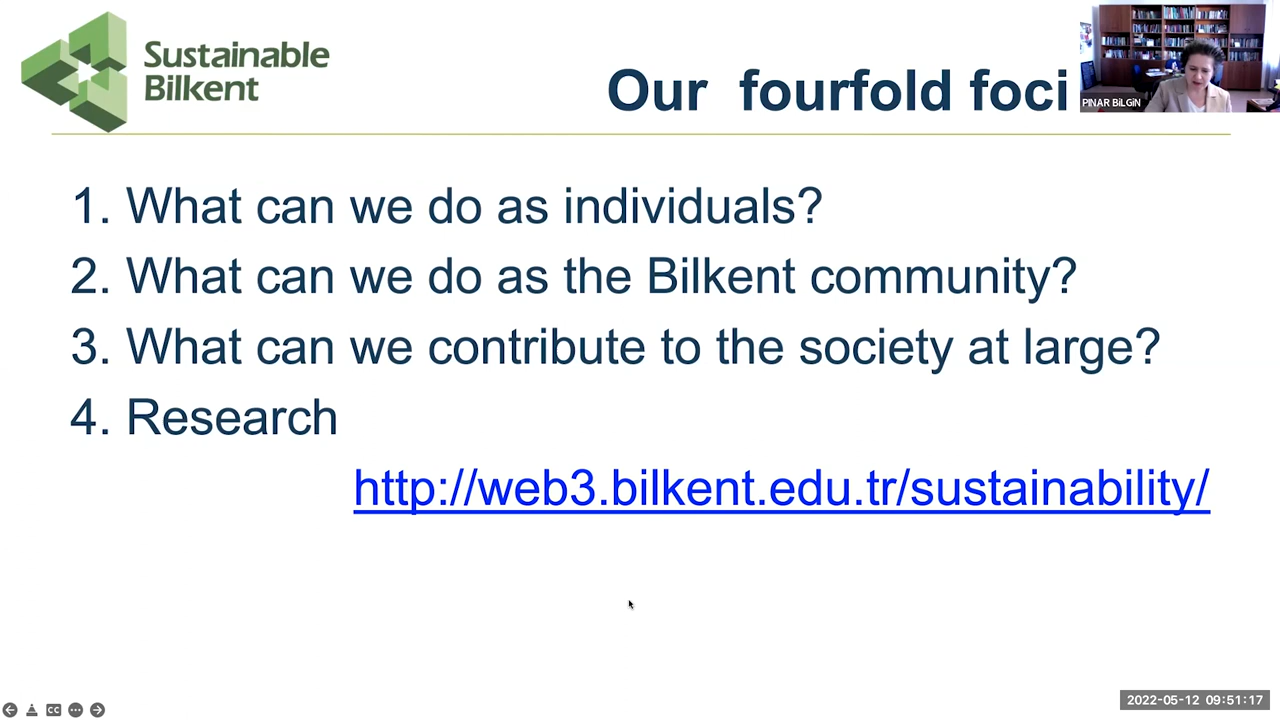 Sustainable
Bilkent
Our fourfold foci
PINAR BiLGiN
1. What can we do as individuals?
2. What can we do as the Bilkent community?
3. What can we contribute to the society at large?
4. Research
http://web3.bilkent.edu.tr/sustainability/
CC
2022-05-12 09:51:17